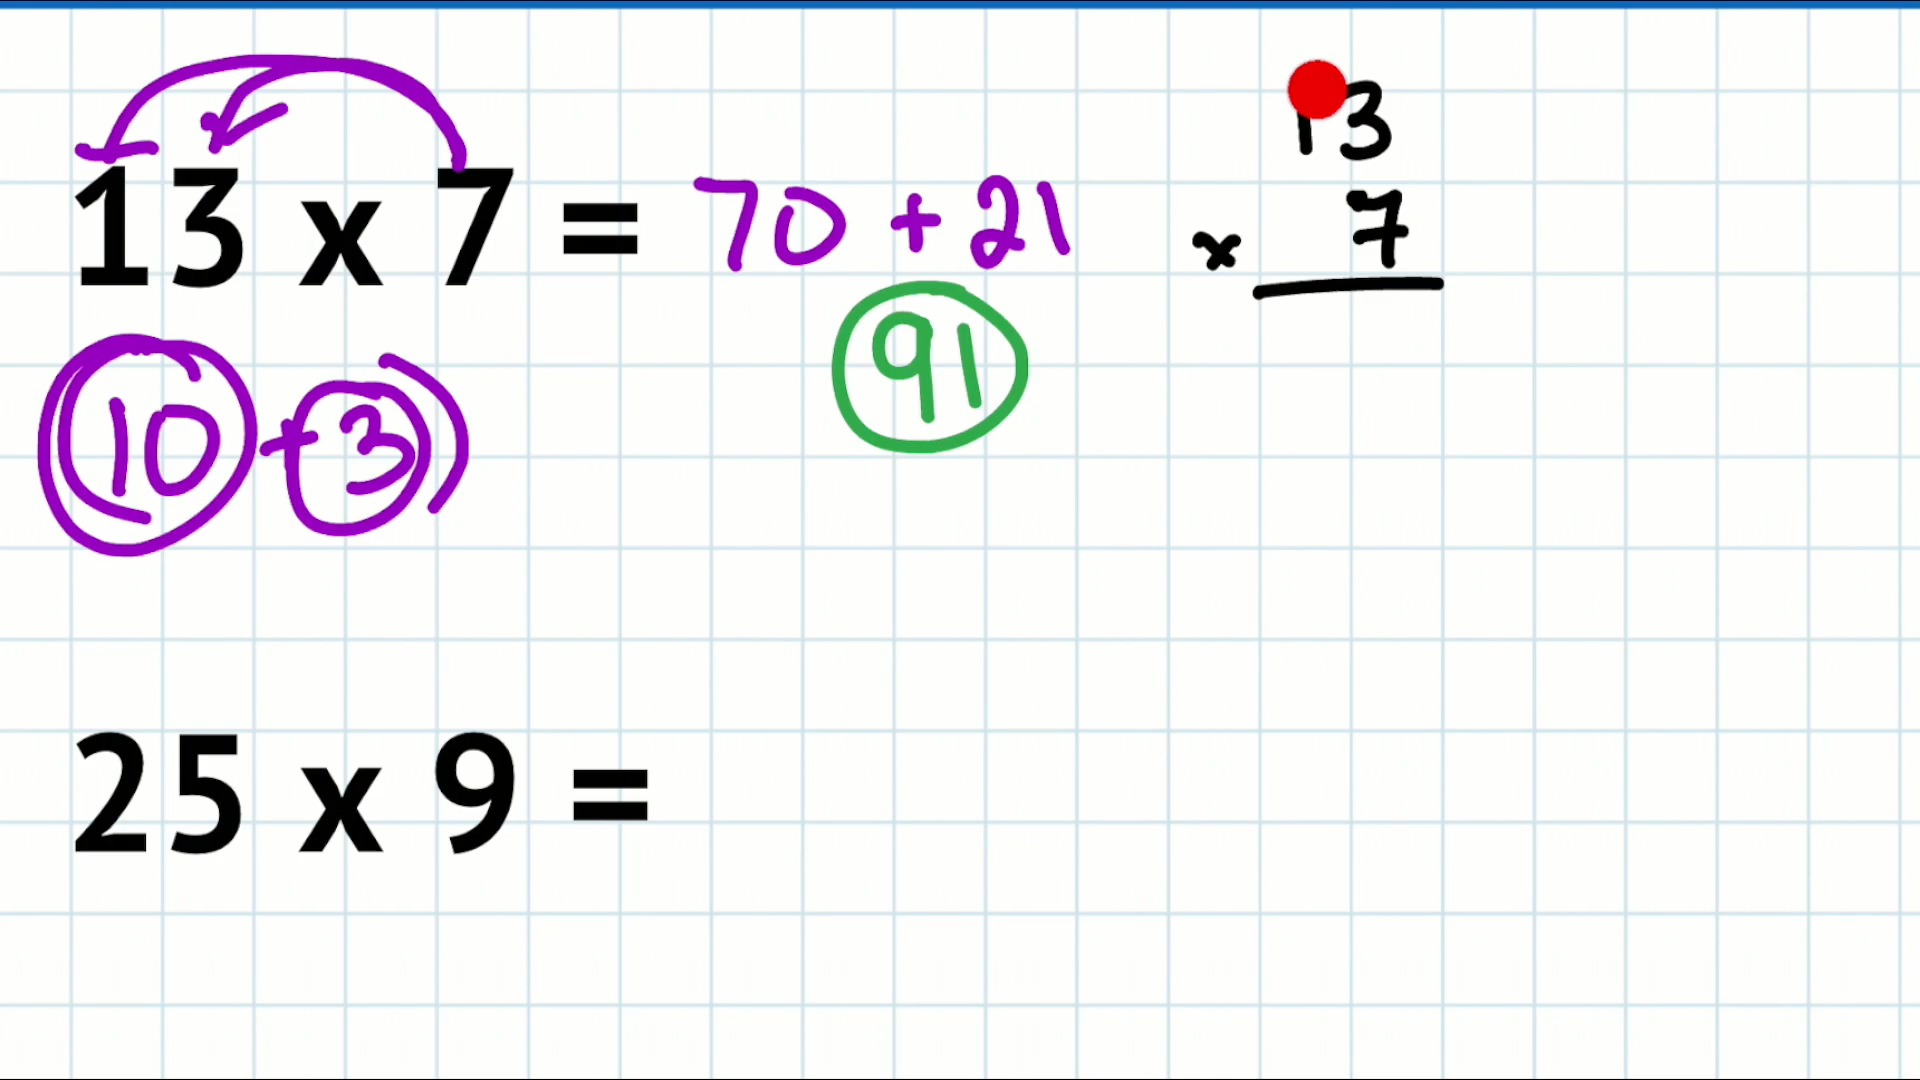 13 x 7 = 70 + 21
91
10 + 3)
13
x 7
25 x 9 =